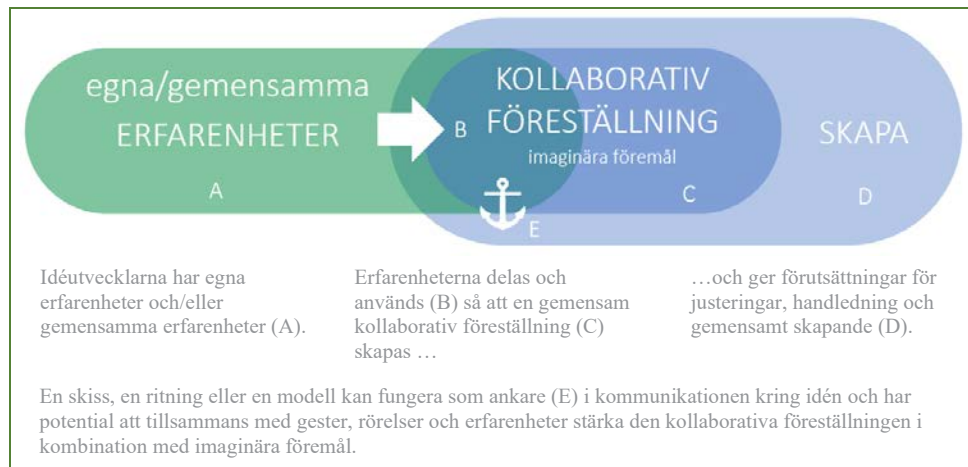 egna/gemensamma
ERFARENHETER
A
B
KOLLABORATIV
FÖRESTÄLLNING
imaginära föremål
C
E
SKAPA
D
Idéutvecklarna har egna
erfarenheter och/eller
gemensamma erfarenheter (A).
Erfarenheterna delas och
används (B) så att en gemensam
kollaborativ föreställning (C)
skapas …
…och ger förutsättningar för
justeringar, handledning och
gemensamt skapande (D).
En skiss, en ritning eller en modell kan fungera som ankare (E) i kommunikationen kring idén och har
potential att tillsammans med gester, rörelser och erfarenheter stärka den kollaborativa föreställningen i
kombination med imaginära föremål.